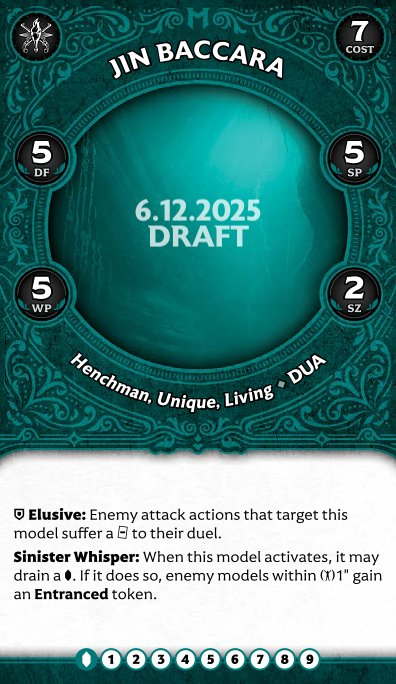 7
COST
JIN BACCARA
5
DF
5
SP
6.12.2025
DRAFT
5
WP
2
SZ
Henchman, Unique, Living ◆ DUA
Elusive: Enemy attack actions that target this
model suffer a to their duel.
Sinister Whisper: When this model activates, it may
drain a . If it does so, enemy models within 1" gain
an Entranced token.
1 2 3 4 5 6 7 8 9